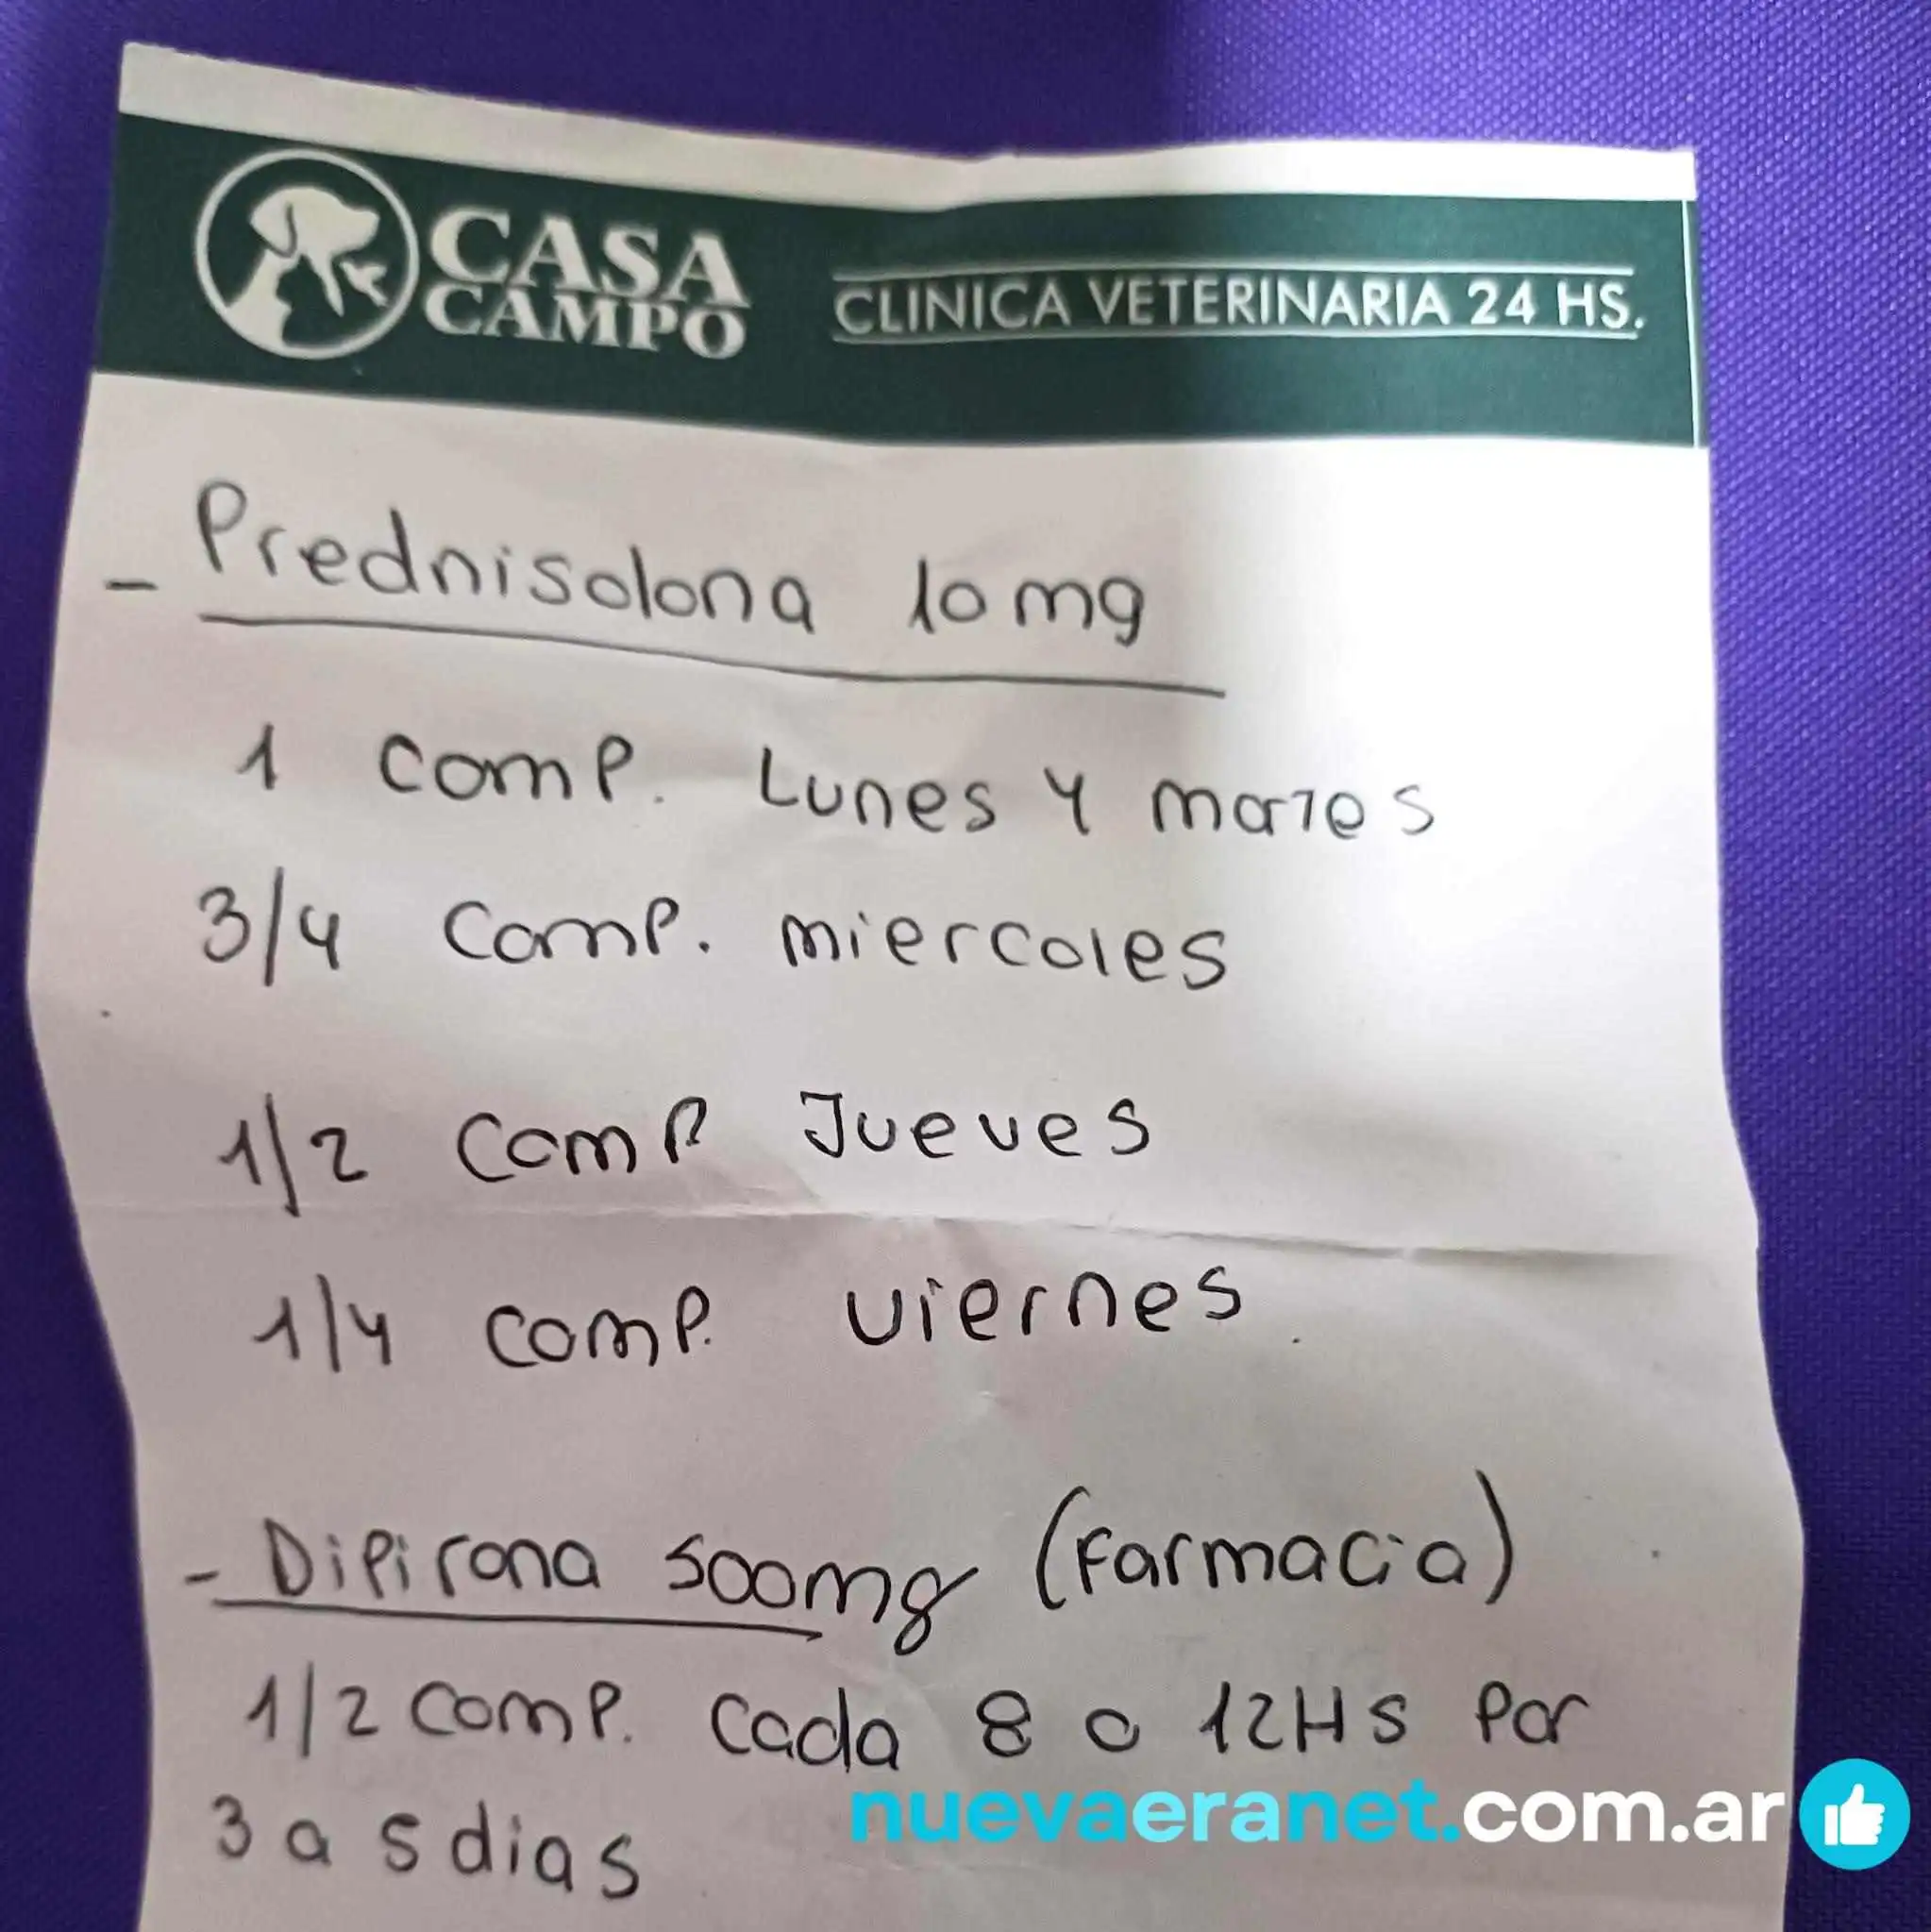 CASA
CAMPO
CLINICA VETERINARIA 24 HS.
- Prednisolona 10mg
1 comp. Lunes y martes
3/4 comp. miercoles
1/2 comp Jueves
1/4 comp. viernes.
- Dipirona 500mg (Farmacia)
1/2 comp. cada 8 o 12Hs por
3 a 5 dias
nuevaeranet.com.ar